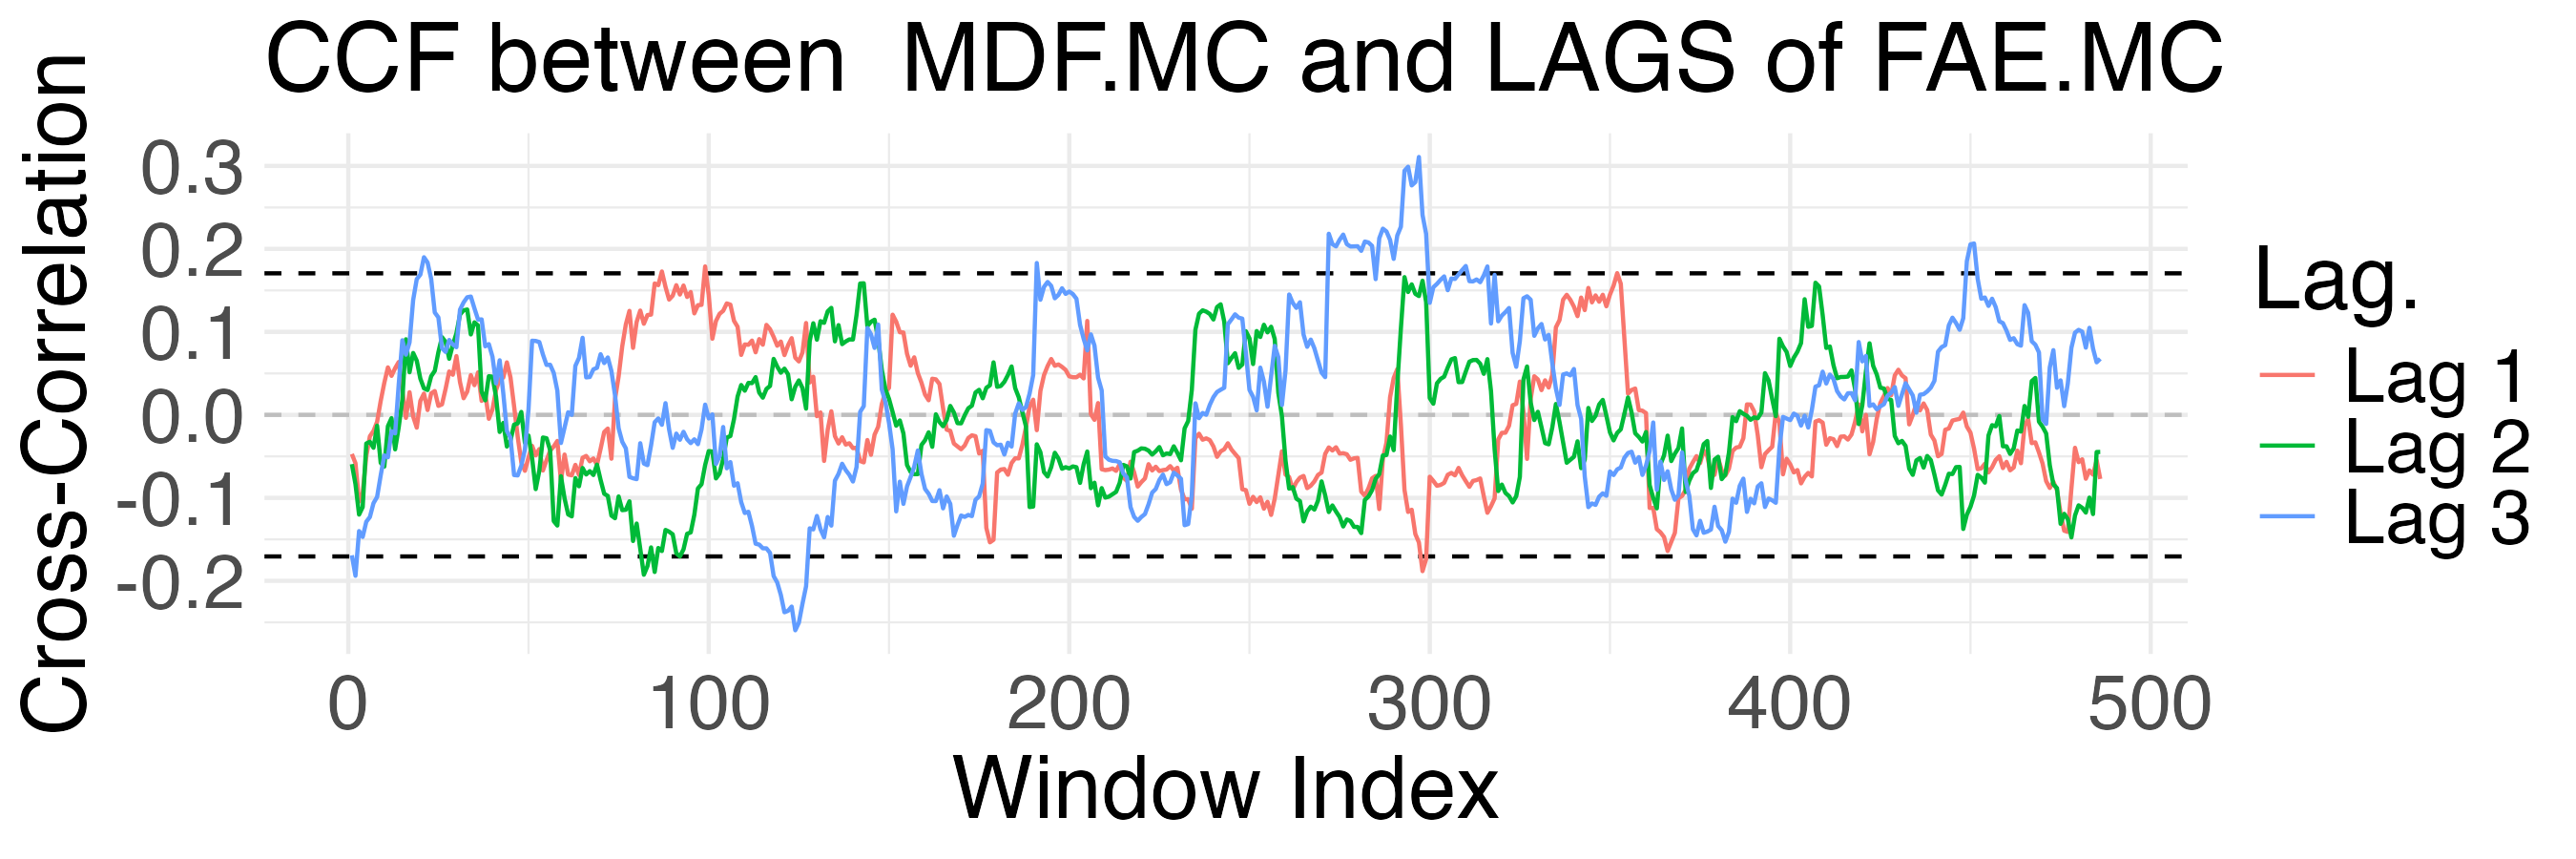 CCF between  MDF.MC and LAGS of FAE.MC
Cross-Correlation
0.3
0.2
0.1
0.0
-0.1
-0.2
0 100 200 300 400 500
Window Index
Lag.
Lag 1
Lag 2
Lag 3